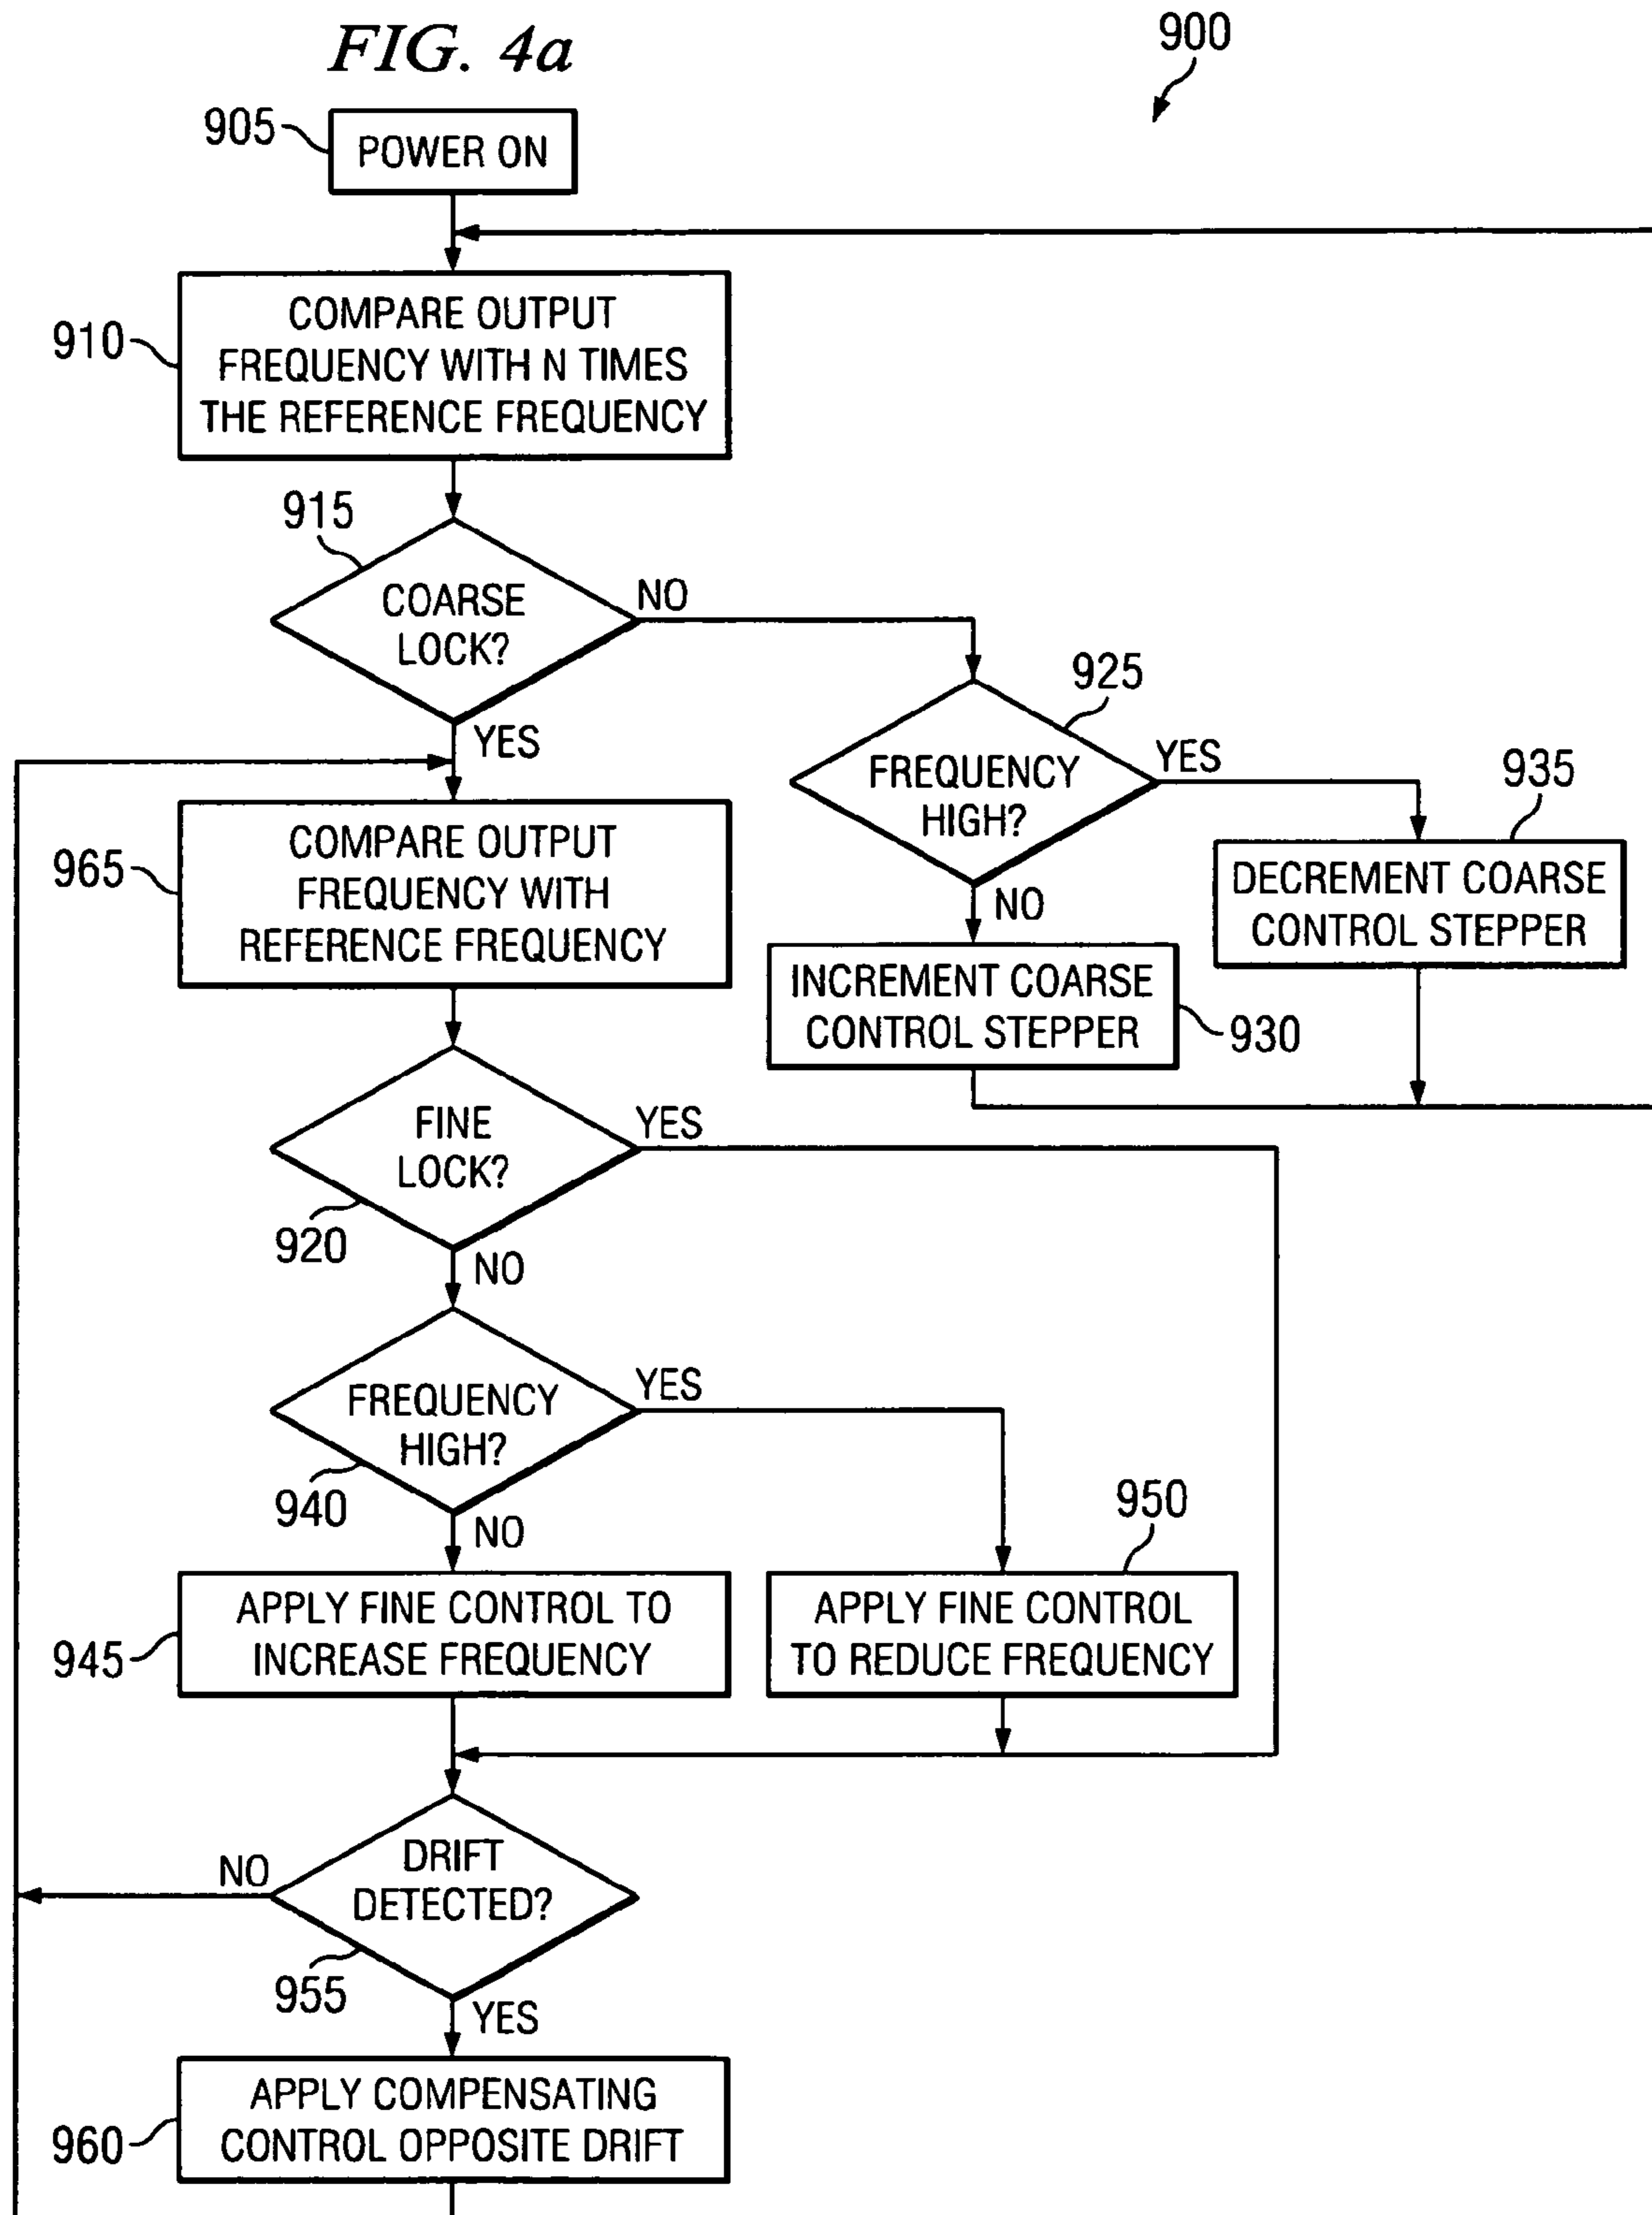 FIG. 4a
900
905
POWER ON
910
COMPARE OUTPUT
FREQUENCY WITH N TIMES
THE REFERENCE FREQUENCY
915
COARSE
LOCK?
NO
YES
925
FREQUENCY
HIGH?
YES
NO
935
DECREMENT COARSE
CONTROL STEPPER
INCREMENT COARSE
CONTROL STEPPER
930
965
COMPARE OUTPUT
FREQUENCY WITH
REFERENCE FREQUENCY
FINE
LOCK?
YES
920
NO
FREQUENCY
HIGH?
YES
940
NO
945
APPLY FINE CONTROL TO
INCREASE FREQUENCY
950
APPLY FINE CONTROL
TO REDUCE FREQUENCY
DRIFT
DETECTED?
NO
955
YES
960
APPLY COMPENSATING
CONTROL OPPOSITE DRIFT